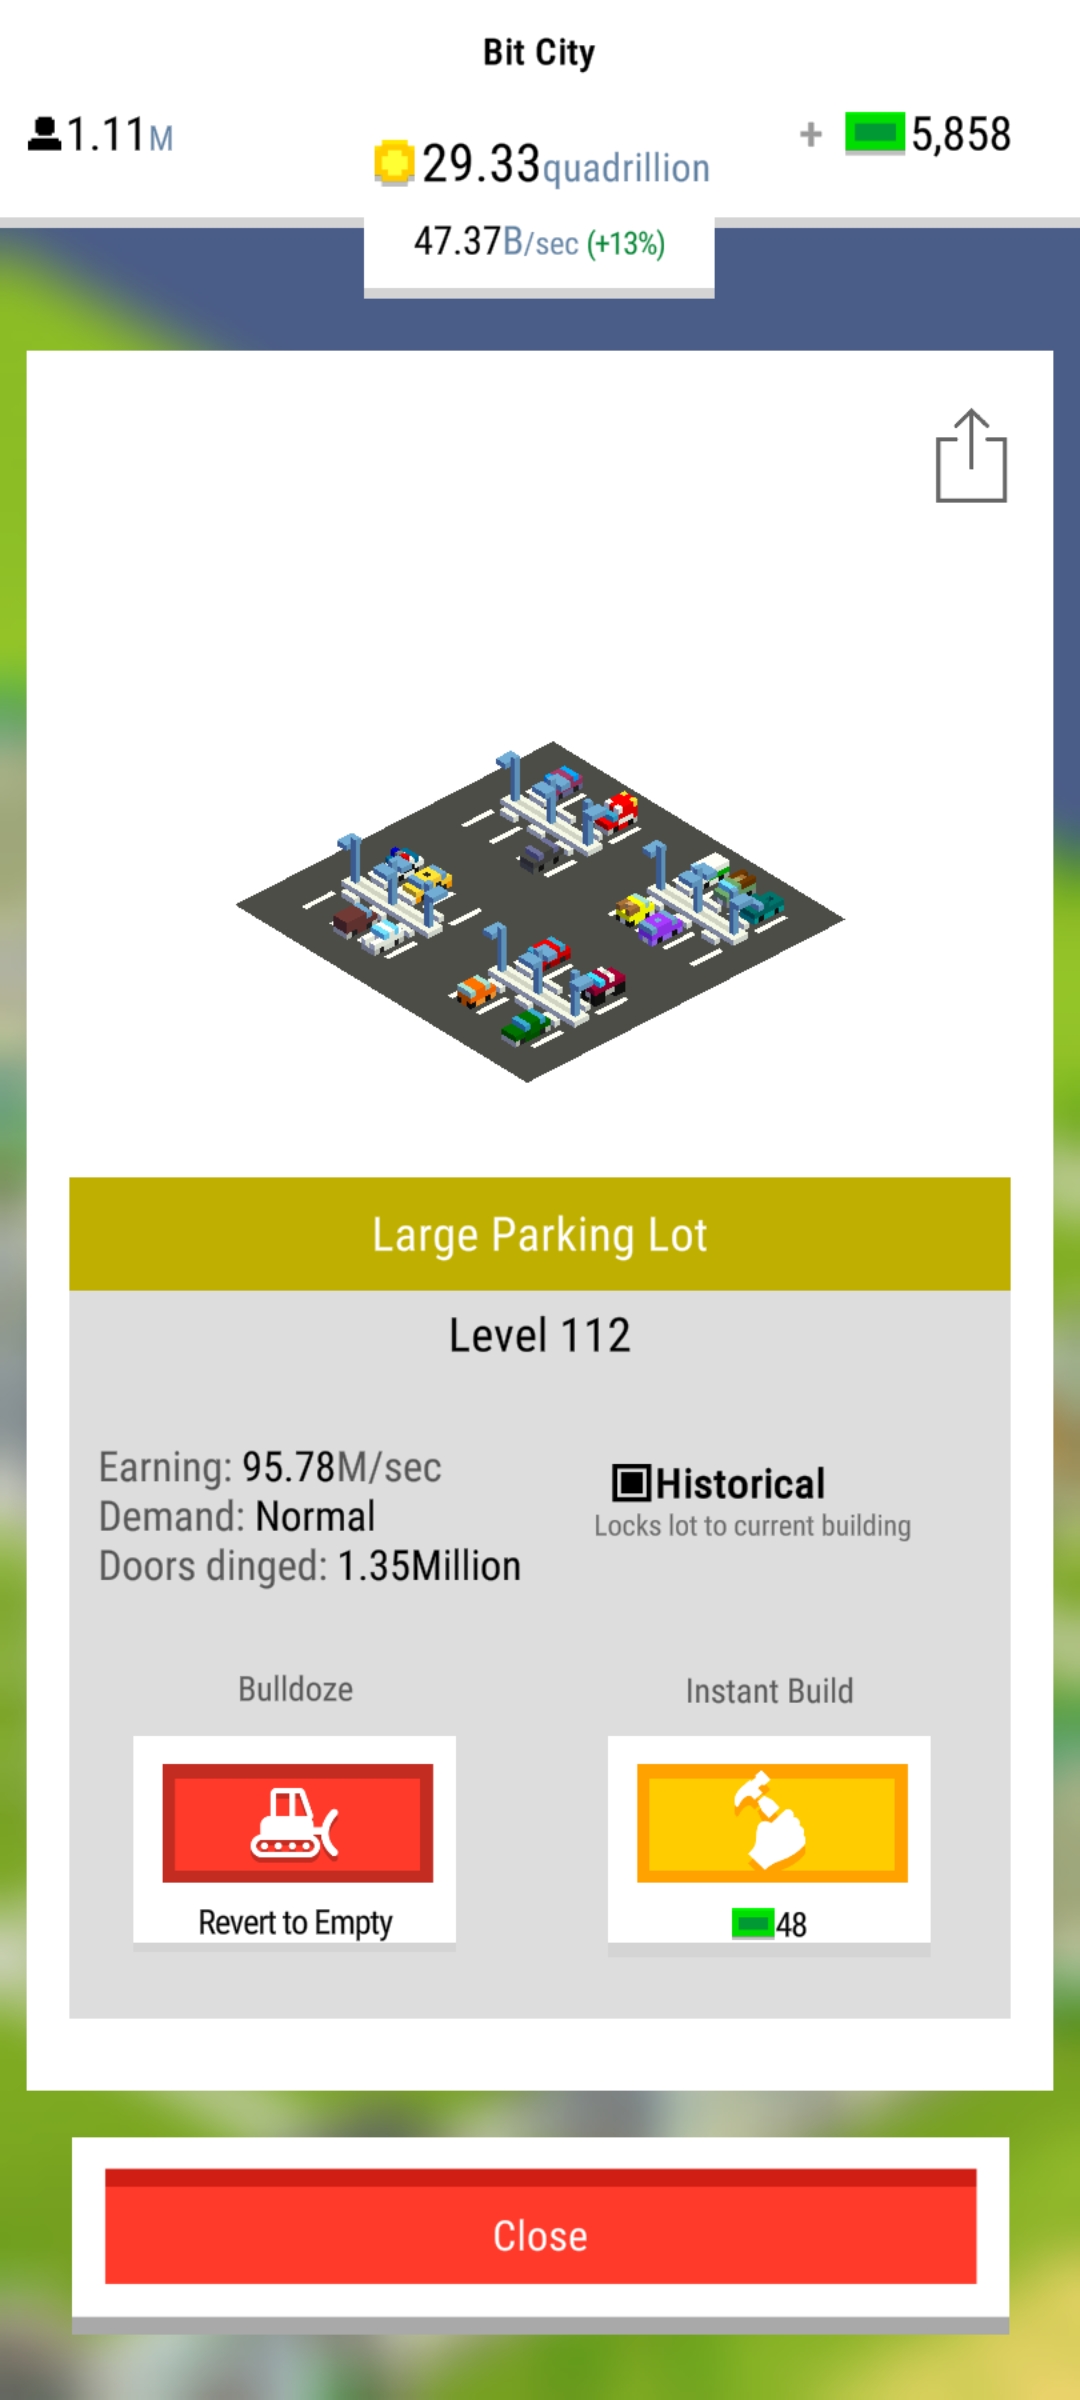 Bit City
1.11M
29.33quadrillion
+ 5,858
47.37B/sec (+13%)
Large Parking Lot
Level 112
Earning: 95.78M/sec
Demand: Normal
Doors dinged: 1.35Million
Historical
Locks lot to current building
Bulldoze
Revert to Empty
Instant Build
48
Close